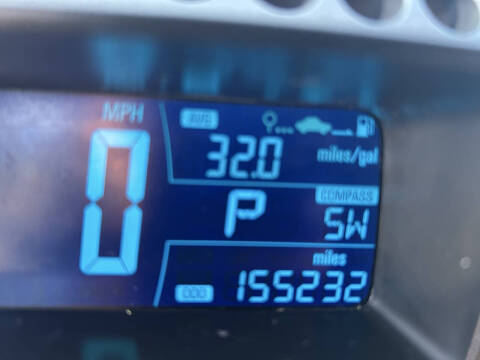 MPH
0
AVG
32.0 miles/gal
P
COMPASS
SW
miles
ODO 155232